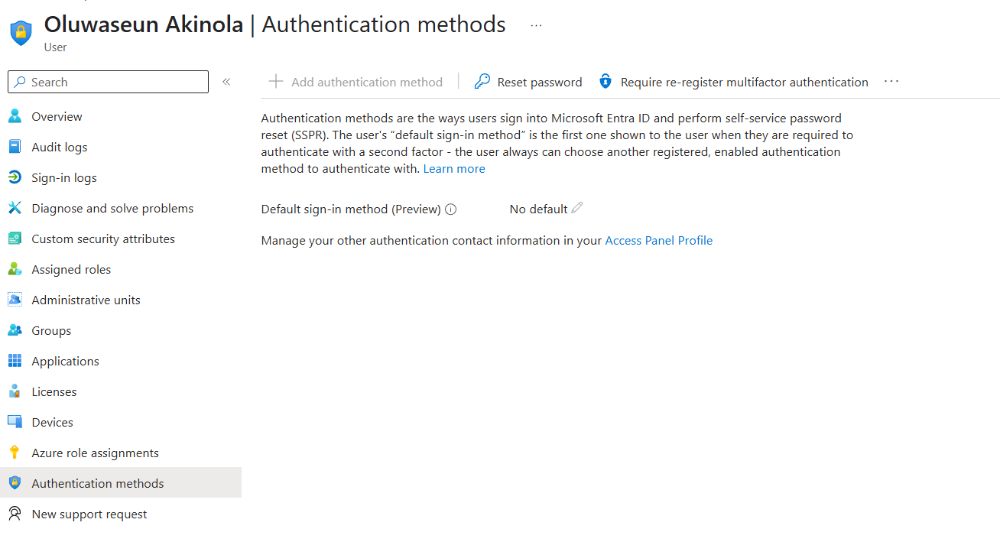 Oluwaseun Akinola | Authentication methods ...
User
Search «
Add authentication method
Reset password
Require re-register multifactor authentication ...
Overview
Audit logs
Sign-in logs
Diagnose and solve problems
Custom security attributes
Assigned roles
Administrative units
Groups
Applications
Licenses
Devices
Azure role assignments
Authentication methods
New support request
Authentication methods are the ways users sign into Microsoft Entra ID and perform self-service password
reset (SSPR). The user's “default sign-in method” is the first one shown to the user when they are required to
authenticate with a second factor - the user always can choose another registered, enabled authentication
method to authenticate with. Learn more
Default sign-in method (Preview) No default
Manage your other authentication contact information in your Access Panel Profile